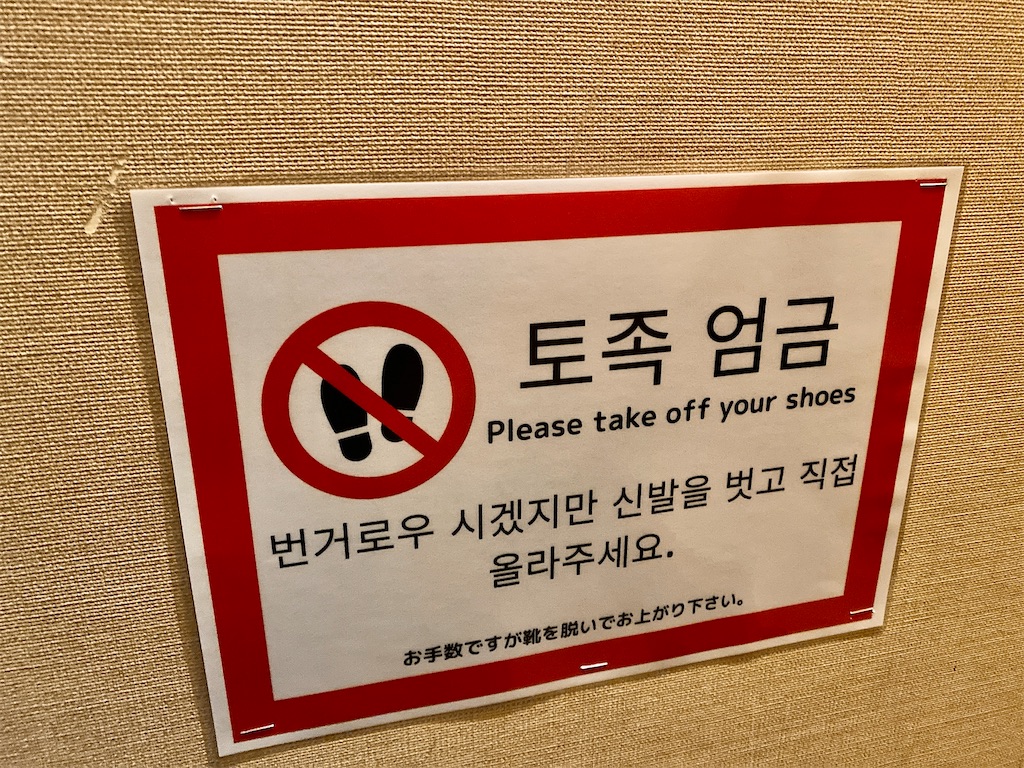 토족 엄금
Please take off your shoes
번거로우 시겠지만 신발을 벗고 직접
올라주세요.
お手数ですが靴を脱いでお上がり下さい。